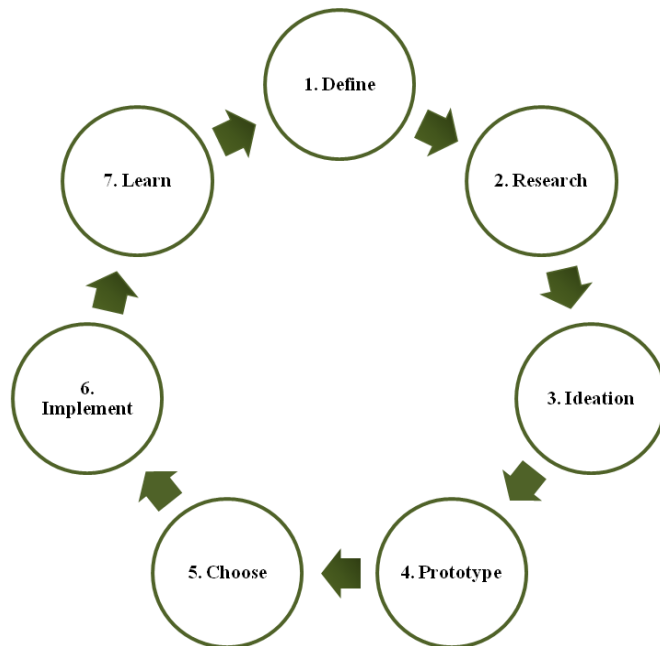 1. Define
2. Research
3. Ideation
4. Prototype
5. Choose
6.
Implement
7. Learn